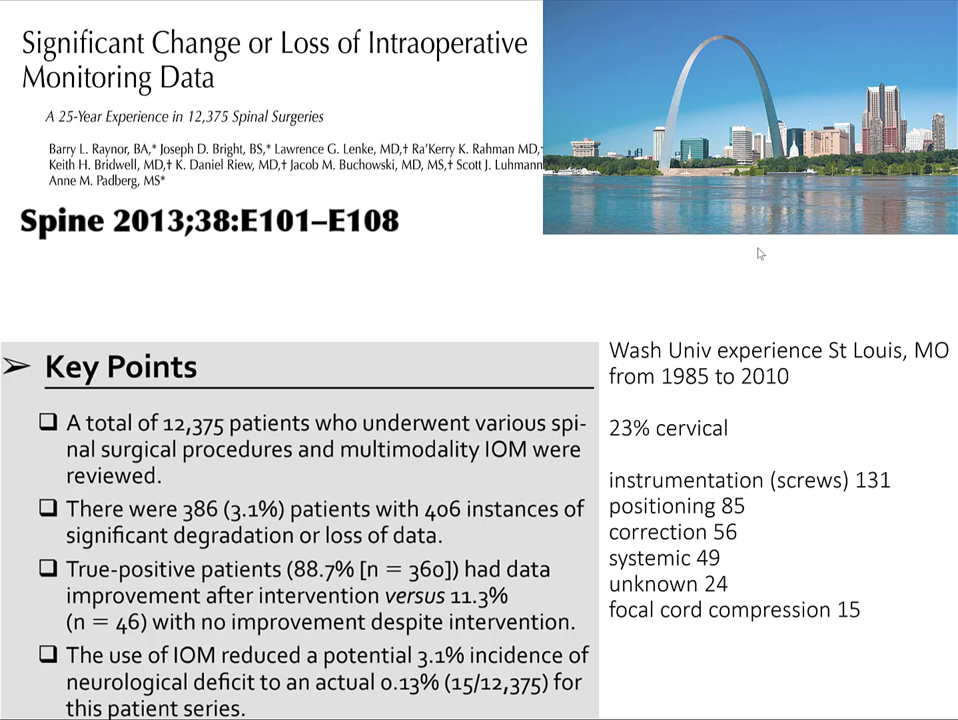 Significant Change or Loss of Intraoperative
Monitoring Data
A 25-Year Experience in 12,375 Spinal Surgeries
Barry L. Raynor, BA,* Joseph D. Bright, BS,* Lawrence G. Lenke, MD,† Ra'Kerry K. Rahman, MD,†
Keith H. Bridwell, MD,† K. Daniel Riew, MD,† Jacob M. Buchowski, MD, MS,† Scott J. Luhmann
Anne M. Padberg, MS*
Spine 2013;38:E101–E108
➢ Key Points
❑ A total of 12,375 patients who underwent various spi-
nal surgical procedures and multimodality IOM were
reviewed.
❑ There were 386 (3.1%) patients with 406 instances of
significant degradation or loss of data.
❑ True-positive patients (88.7% [n = 360]) had data
improvement after intervention versus 11.3%
(n = 46) with no improvement despite intervention.
❑ The use of IOM reduced a potential 3.1% incidence of
neurological deficit to an actual 0.13% (15/12,375) for
this patient series.
Wash Univ experience St Louis, MO
from 1985 to 2010
23% cervical
instrumentation (screws) 131
positioning 85
correction 56
systemic 49
unknown 24
focal cord compression 15